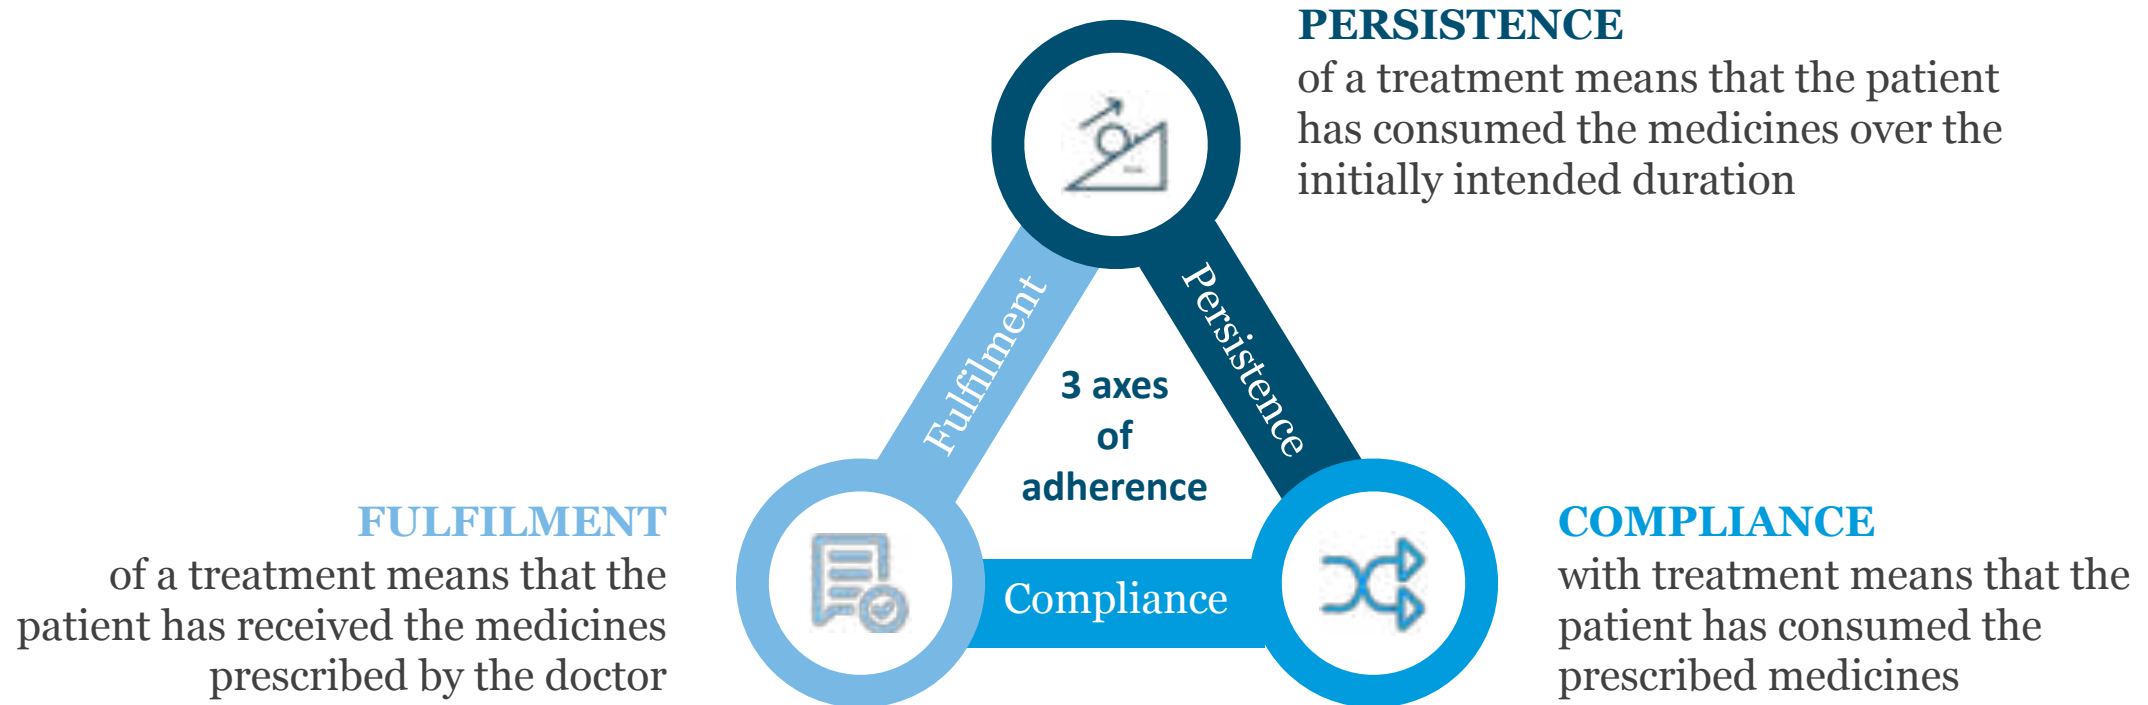 PERSISTENCE
of a treatment means that the patient
has consumed the medicines over the
initially intended duration
Fulfilment
Persistence
3 axes
of
adherence
Compliance
FULFILMENT
of a treatment means that the
patient has received the medicines
prescribed by the doctor
COMPLIANCE
with treatment means that the
patient has consumed the
prescribed medicines